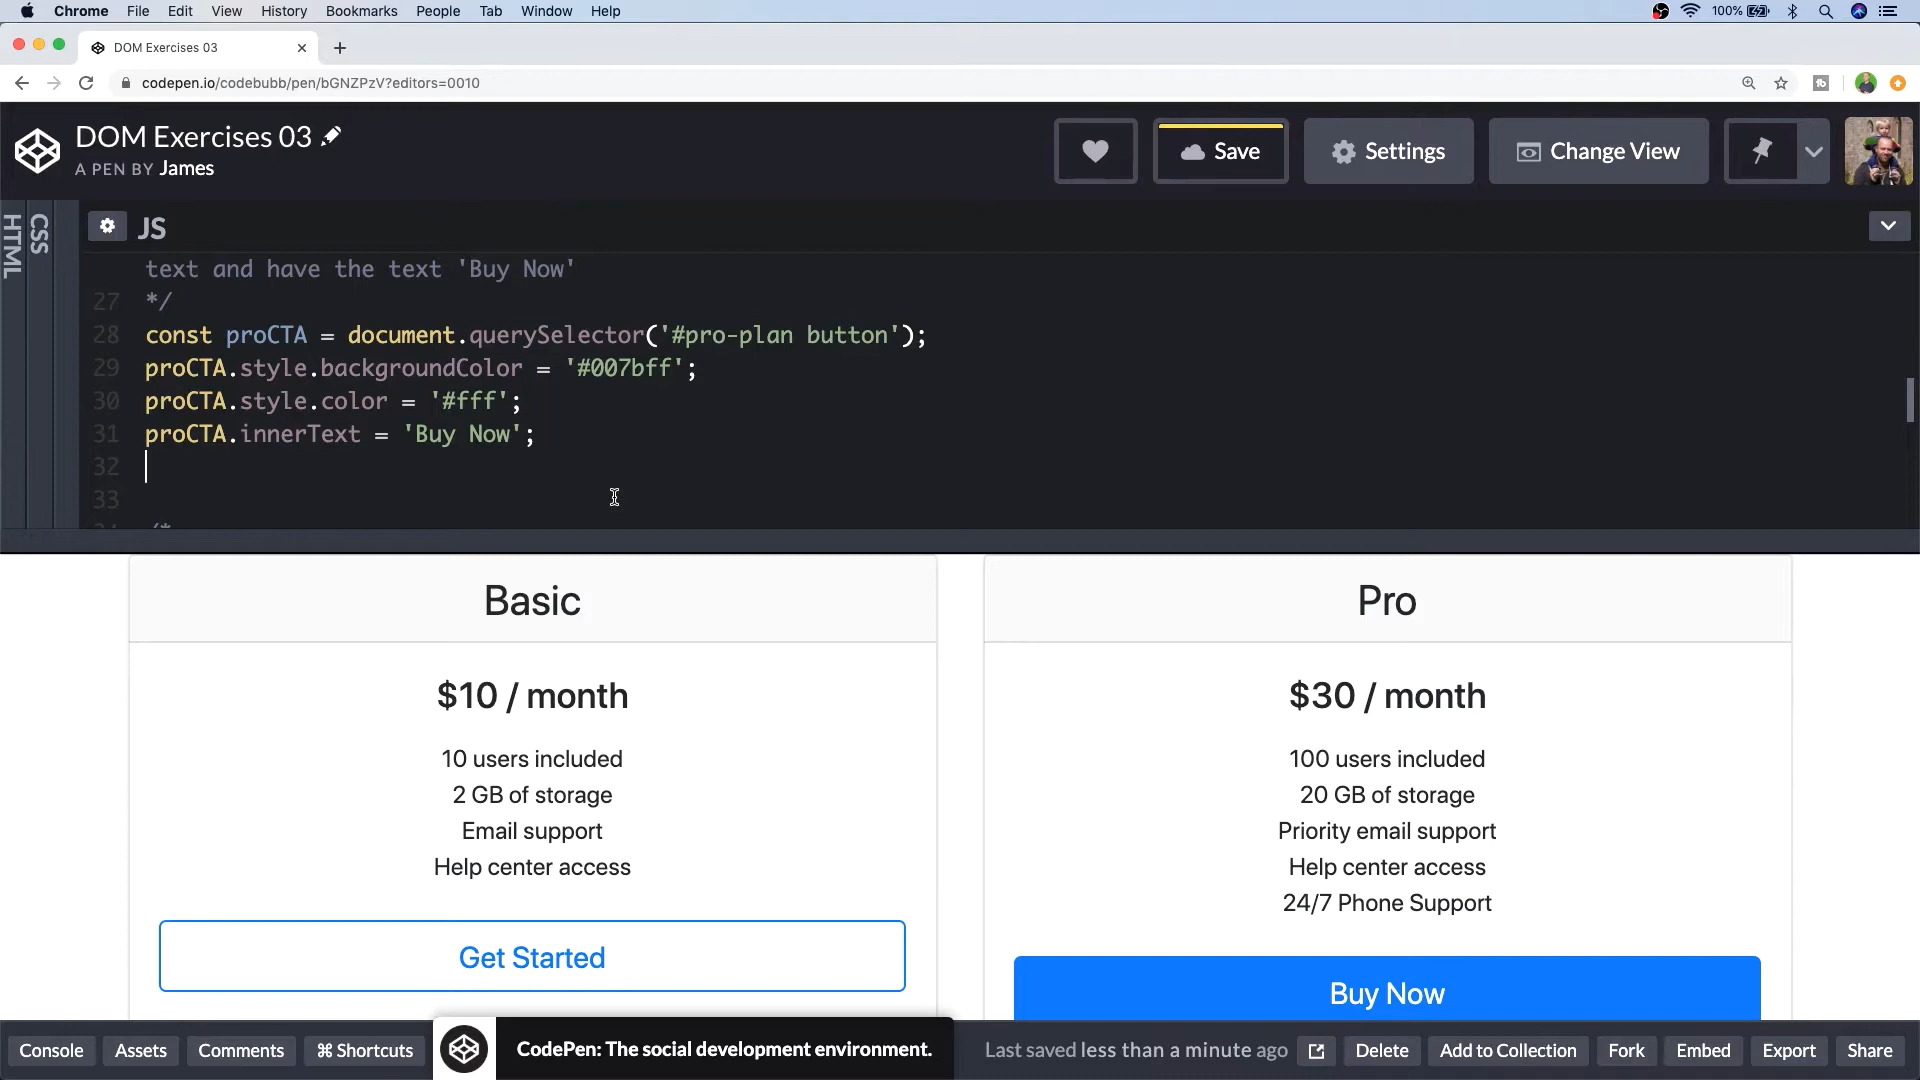 Chrome File Edit View History Bookmarks People Tab Window Help 100%
DOM Exercises 03
codepen.io/codebubb/pen/bGNZPzV?editors=0010
DOM Exercises 03
A PEN BY James
Save
Settings
Change View
HTML
CSS
JS
text and have the text 'Buy Now'
27 */
28 const proCTA = document.querySelector('#pro-plan button');
29 proCTA.style.backgroundColor = '#007bff';
30 proCTA.style.color = '#fff';
31 proCTA.innerText = 'Buy Now';
32
33
34 /*
Basic
$10 / month
10 users included
2 GB of storage
Email support
Help center access
Get Started
Pro
$30 / month
100 users included
20 GB of storage
Priority email support
Help center access
24/7 Phone Support
Buy Now
Console Assets Comments ⌘ Shortcuts
CodePen: The social development environment.
Last saved less than a minute ago
Delete Add to Collection Fork Embed Export Share